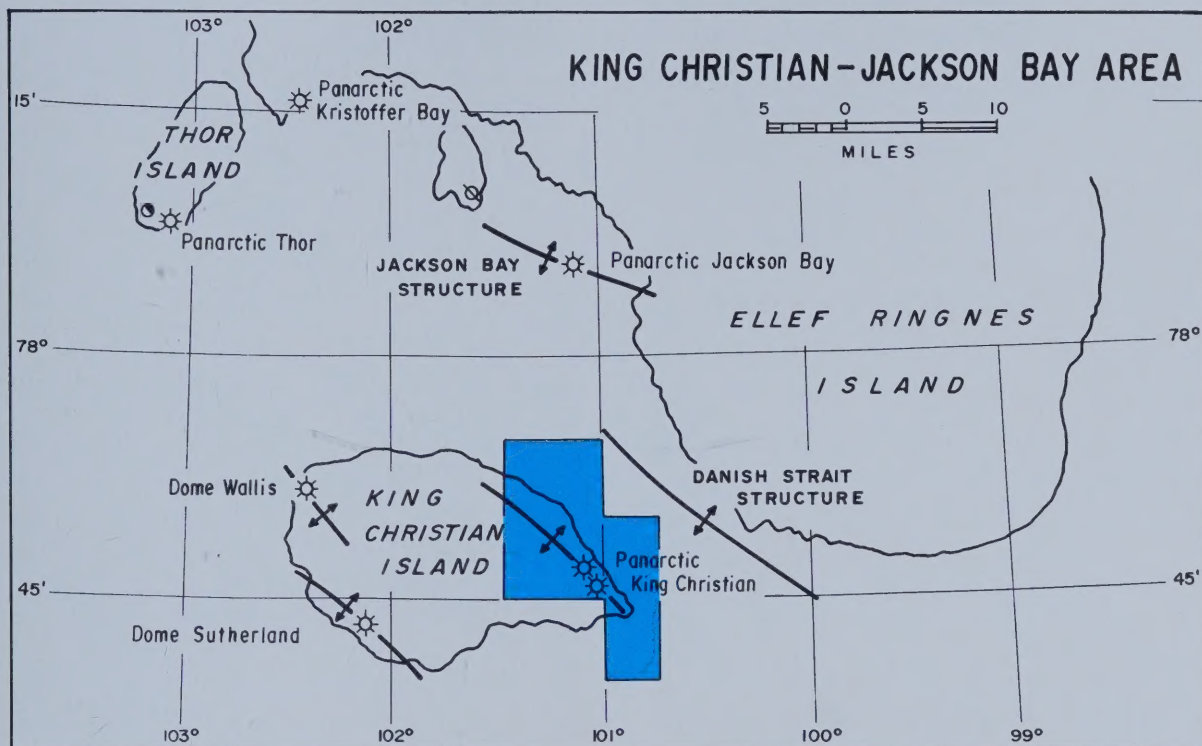 103° 102°
KING CHRISTIAN-JACKSON BAY AREA
5 0 10
MILES
15'
Panarctic
Kristoffer Bay
THOR
ISLAND
Panarctic Thor
JACKSON BAY
STRUCTURE
Panarctic Jackson Bay
ELLEF RINGNES
ISLAND
78° 78°
Dome Wallis
KING
CHRISTIAN
ISLAND
DANISH STRAIT
STRUCTURE
Panarctic
King Christian
45' 45'
Dome Sutherland
103° 102° 101° 100° 99°